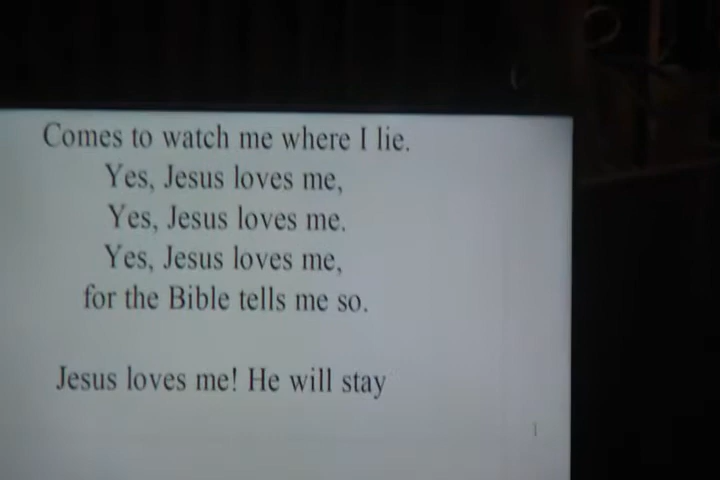 Comes to watch me where I lie.
Yes, Jesus loves me,
Yes, Jesus loves me.
Yes, Jesus loves me,
for the Bible tells me so.
Jesus loves me! He will stay
1